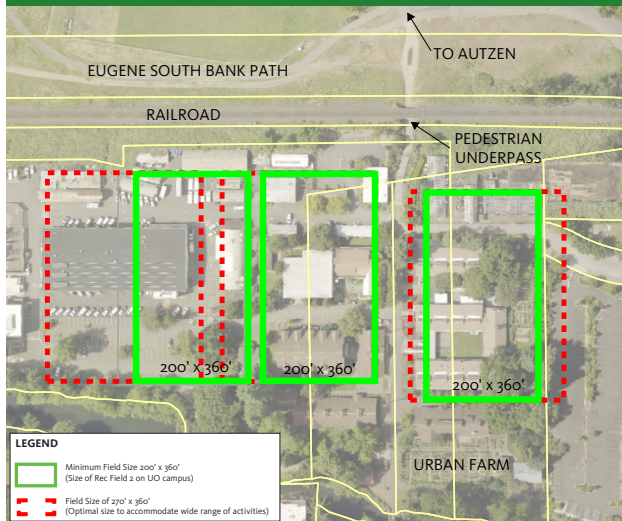 TO AUTZEN
EUGENE SOUTH BANK PATH
RAILROAD
PEDESTRIAN
UNDERPASS
200' x 360'
200' x 360'
200' x 360'
URBAN FARM
LEGEND
Minimum Field Size 200' x 360'
(Size of Rec Field 2 on UO campus)
Field Size of 270' x 360'
(Optimal size to accommodate wide range of activities)